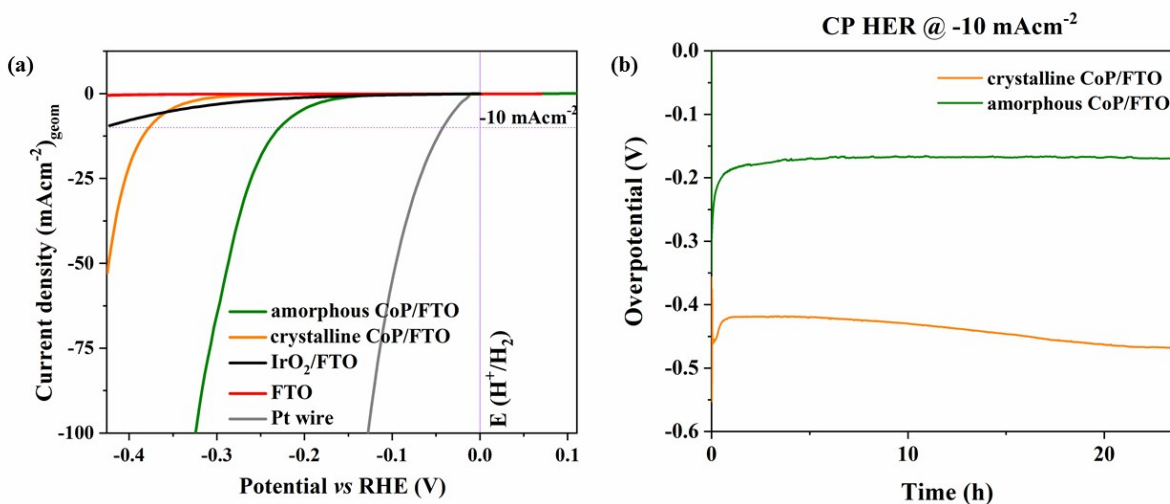 (a)
Current density (mAcm⁻²)geom
0
-25
-50
-75
-100
-10 mAcm⁻²
amorphous CoP/FTO
crystalline CoP/FTO
IrO₂/FTO
FTO
Pt wire
E (H⁺/H₂)
-0.4 -0.3 -0.2 -0.1 0.0 0.1
Potential vs RHE (V)
(b)
CP HER @ -10 mAcm⁻²
crystalline CoP/FTO
amorphous CoP/FTO
Overpotential (V)
0.0
-0.1
-0.2
-0.3
-0.4
-0.5
-0.6
0 10 20
Time (h)